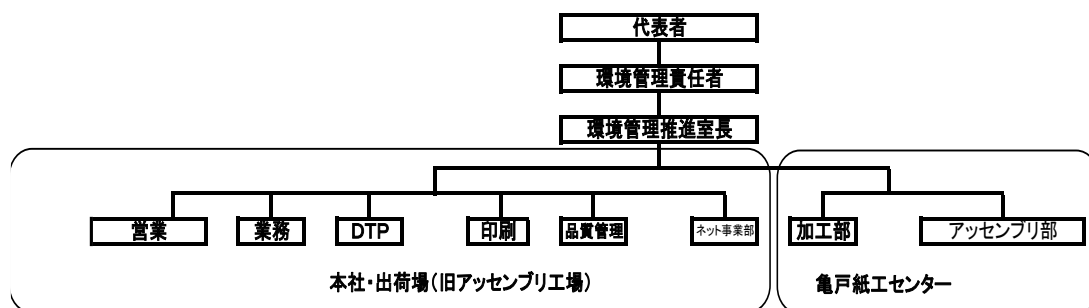 代表者
環境管理責任者
環境管理推進室長
営業
業務
DTP
印刷
品質管理
ネット事業部
加工部
アッセンブリ部
本社・出荷場(旧アッセンブリ工場)
亀戸紙工センター